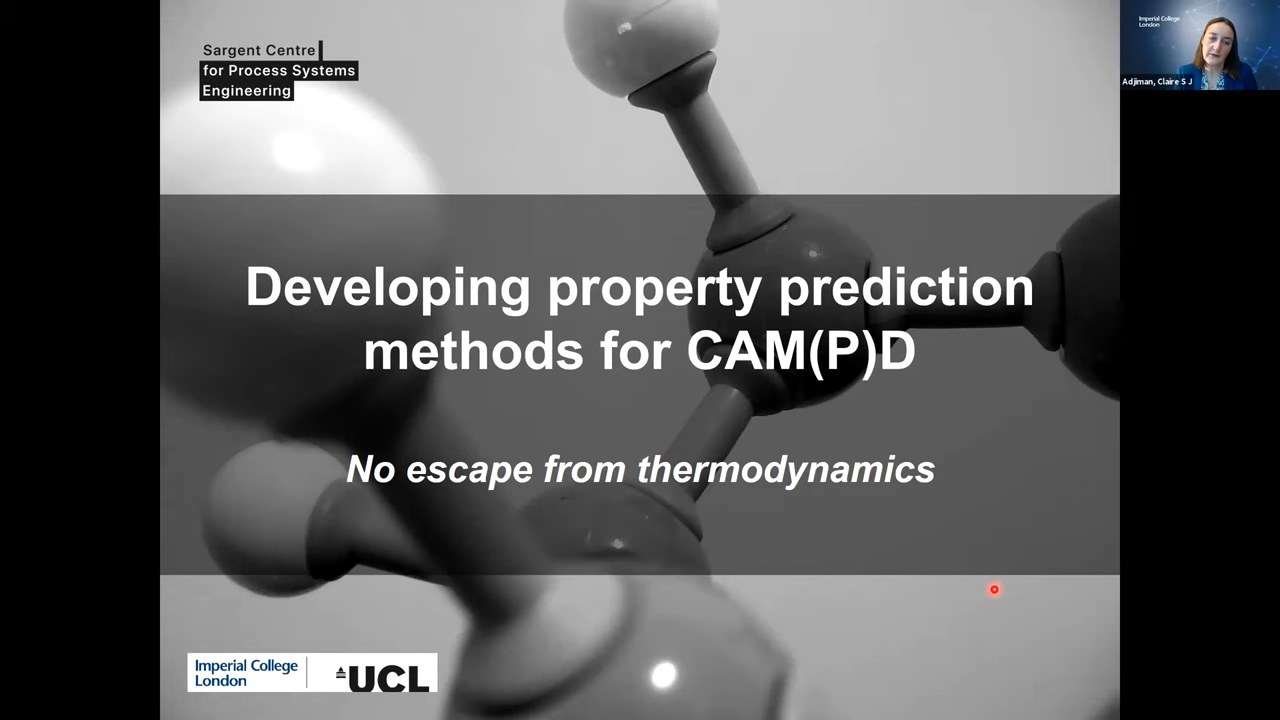 Sargent Centre
for Process Systems
Engineering
Imperial College
London
Adjiman, Claire S J
Developing property prediction
methods for CAM(P)D
No escape from thermodynamics
Imperial College
London
UCL